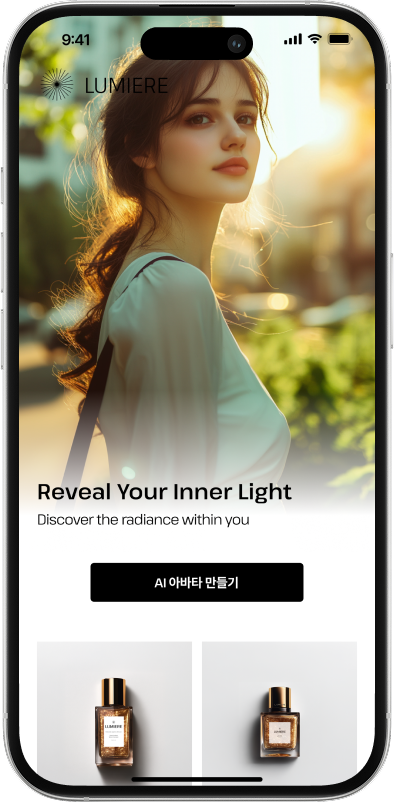 9:41
LUMIERE
Reveal Your Inner Light
Discover the radiance within you
AI 아바타 만들기
LUMIERE